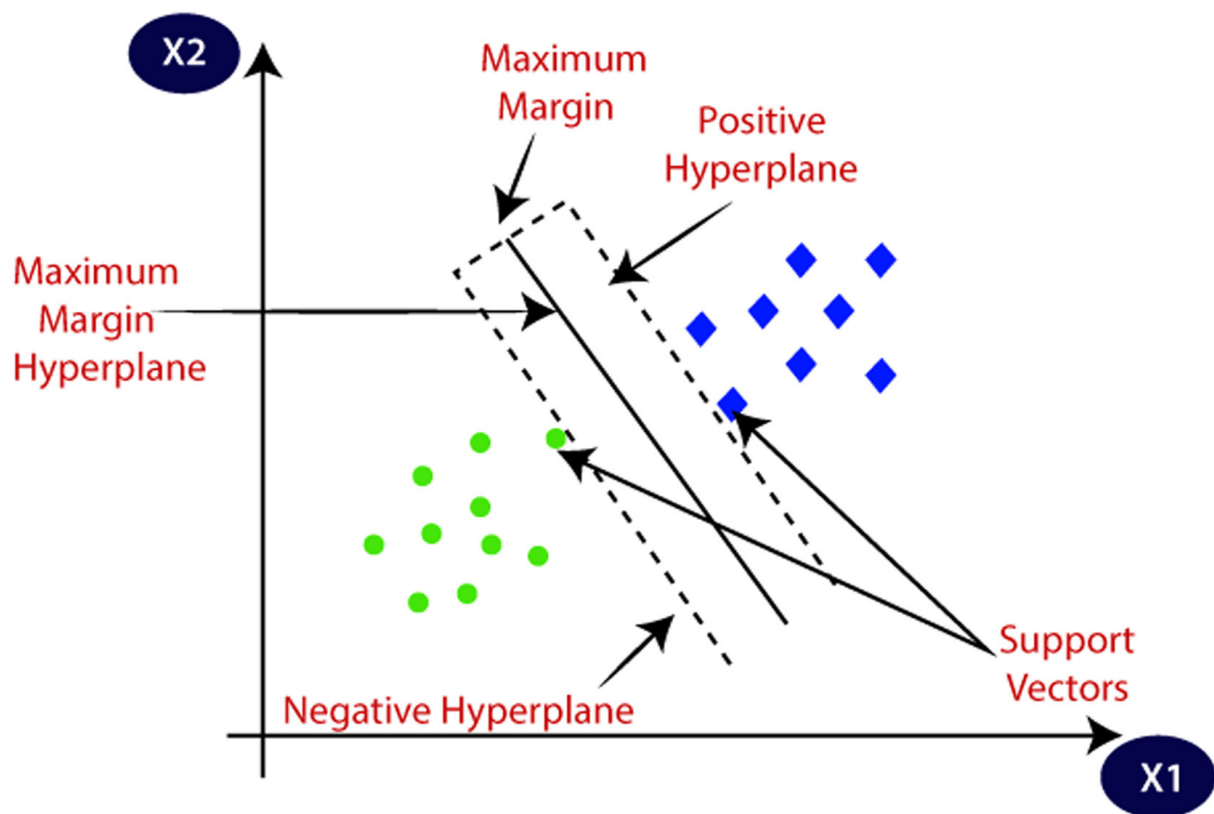 X2
Maximum
Margin
Positive
Hyperplane
Maximum
Margin
Hyperplane
Support
Vectors
Negative Hyperplane
X1